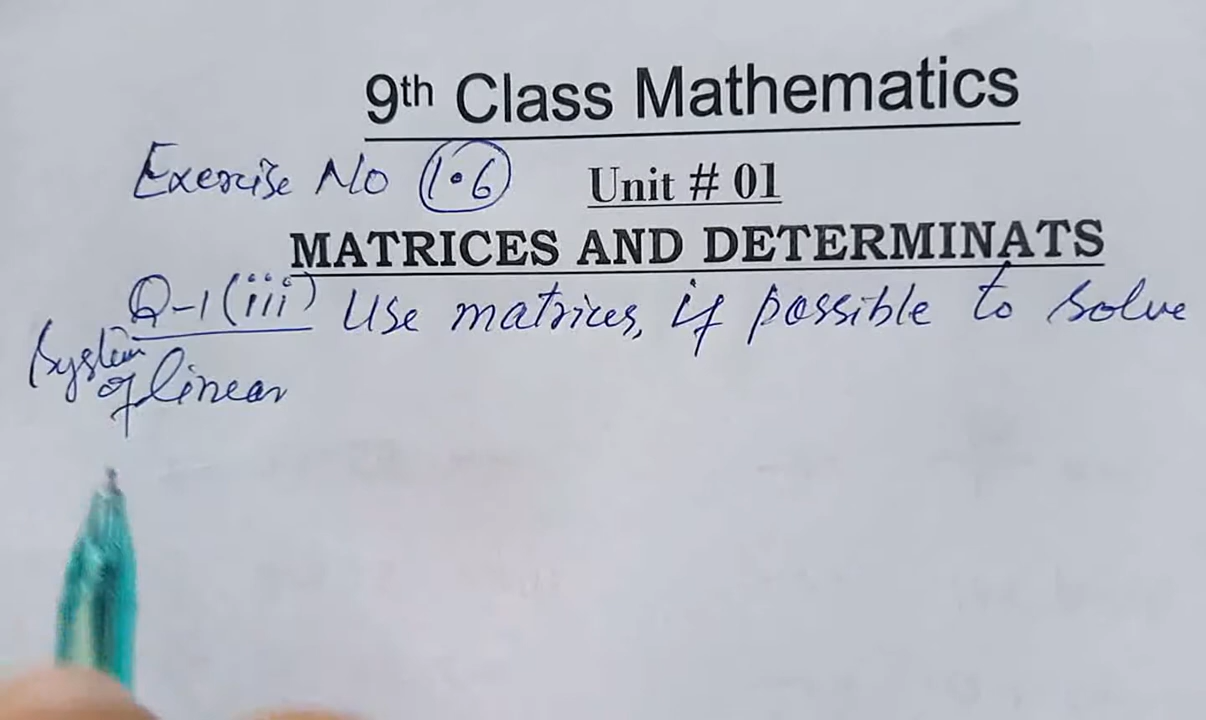 9th Class Mathematics
Exercise No 1.6 Unit # 01
MATRICES AND DETERMINATS
Q-1(iii) Use matrices, if possible to solve
System of linear